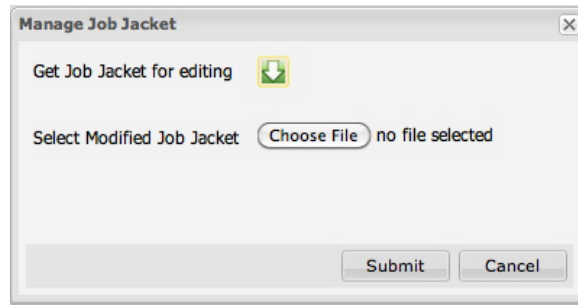 Manage Job Jacket
Get Job Jacket for editing
Select Modified Job Jacket Choose File no file selected
Submit Cancel